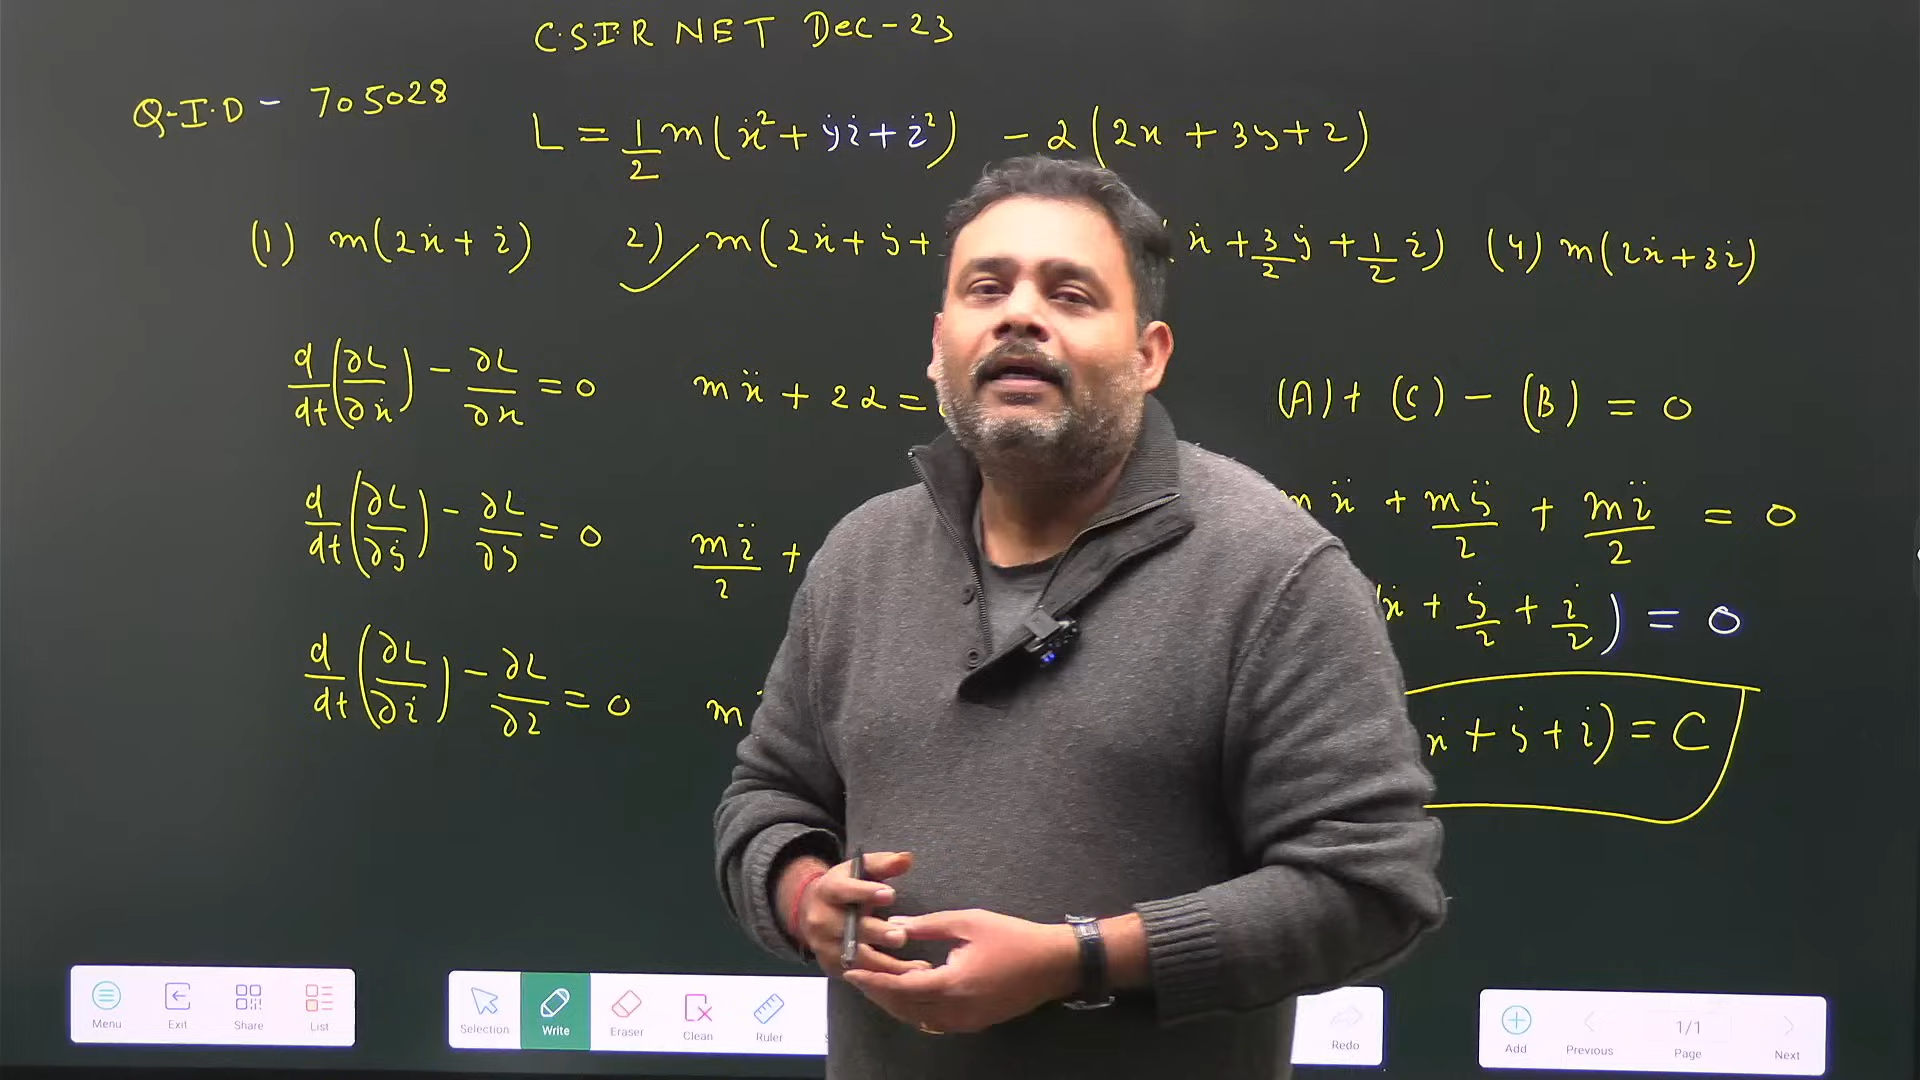 C.S.I.R NET Dec-23
Q.I.D - 705028
L = 1/2 m(ẋ² + ẏż + ż²) - α(2x + 3y + z)
(1) m(2ẋ + ż) 2) m(2ẋ + ẏ + ẋ + 3/2 ẏ + 1/2 ż) (4) m(2ẋ + 3ż)
d/dt(∂L/∂ẋ) - ∂L/∂x = 0 mẍ + 2α = (A) + (C) - (B) = 0
d/dt(∂L/∂ẏ) - ∂L/∂y = 0 mz̈/2 + mẍ + mÿ/2 + mz̈/2 = 0
ẋ + ẏ/2 + ż/2) = 0
d/dt(∂L/∂ż) - ∂L/∂z = 0 m ẋ + ẏ + ż) = C
Menu Exit Share List Selection Write Eraser Clean Ruler Redo Add Previous 1/1 Page Next